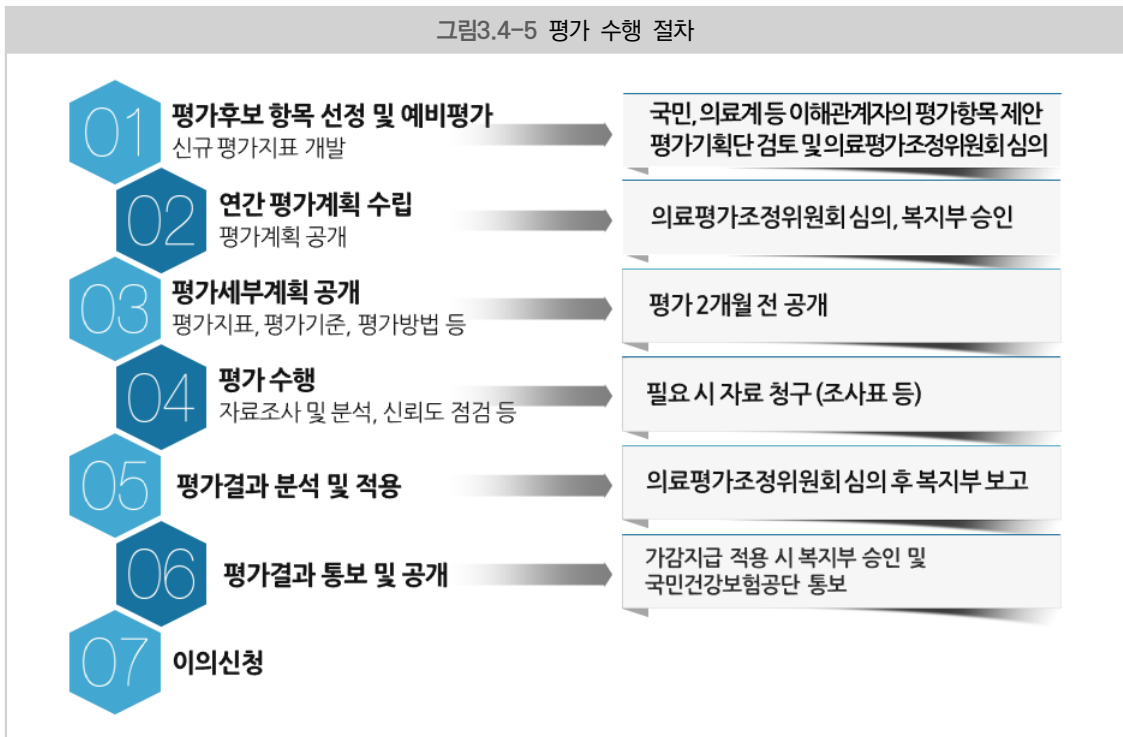 그림3.4-5 평가 수행 절차
01
평가후보 항목 선정 및 예비평가
신규 평가지표 개발
국민, 의료계 등 이해관계자의 평가항목 제안
평가기획단 검토 및 의료평가조정위원회 심의
02
연간 평가계획 수립
평가계획 공개
의료평가조정위원회 심의, 복지부 승인
03
평가세부계획 공개
평가지표, 평가기준, 평가방법 등
평가 2개월 전 공개
04
평가 수행
자료조사 및 분석, 신뢰도 점검 등
필요 시 자료 청구 (조사표 등)
05
평가결과 분석 및 적용
의료평가조정위원회 심의 후 복지부 보고
06
평가결과 통보 및 공개
가감지급 적용 시 복지부 승인 및
국민건강보험공단 통보
07
이의신청